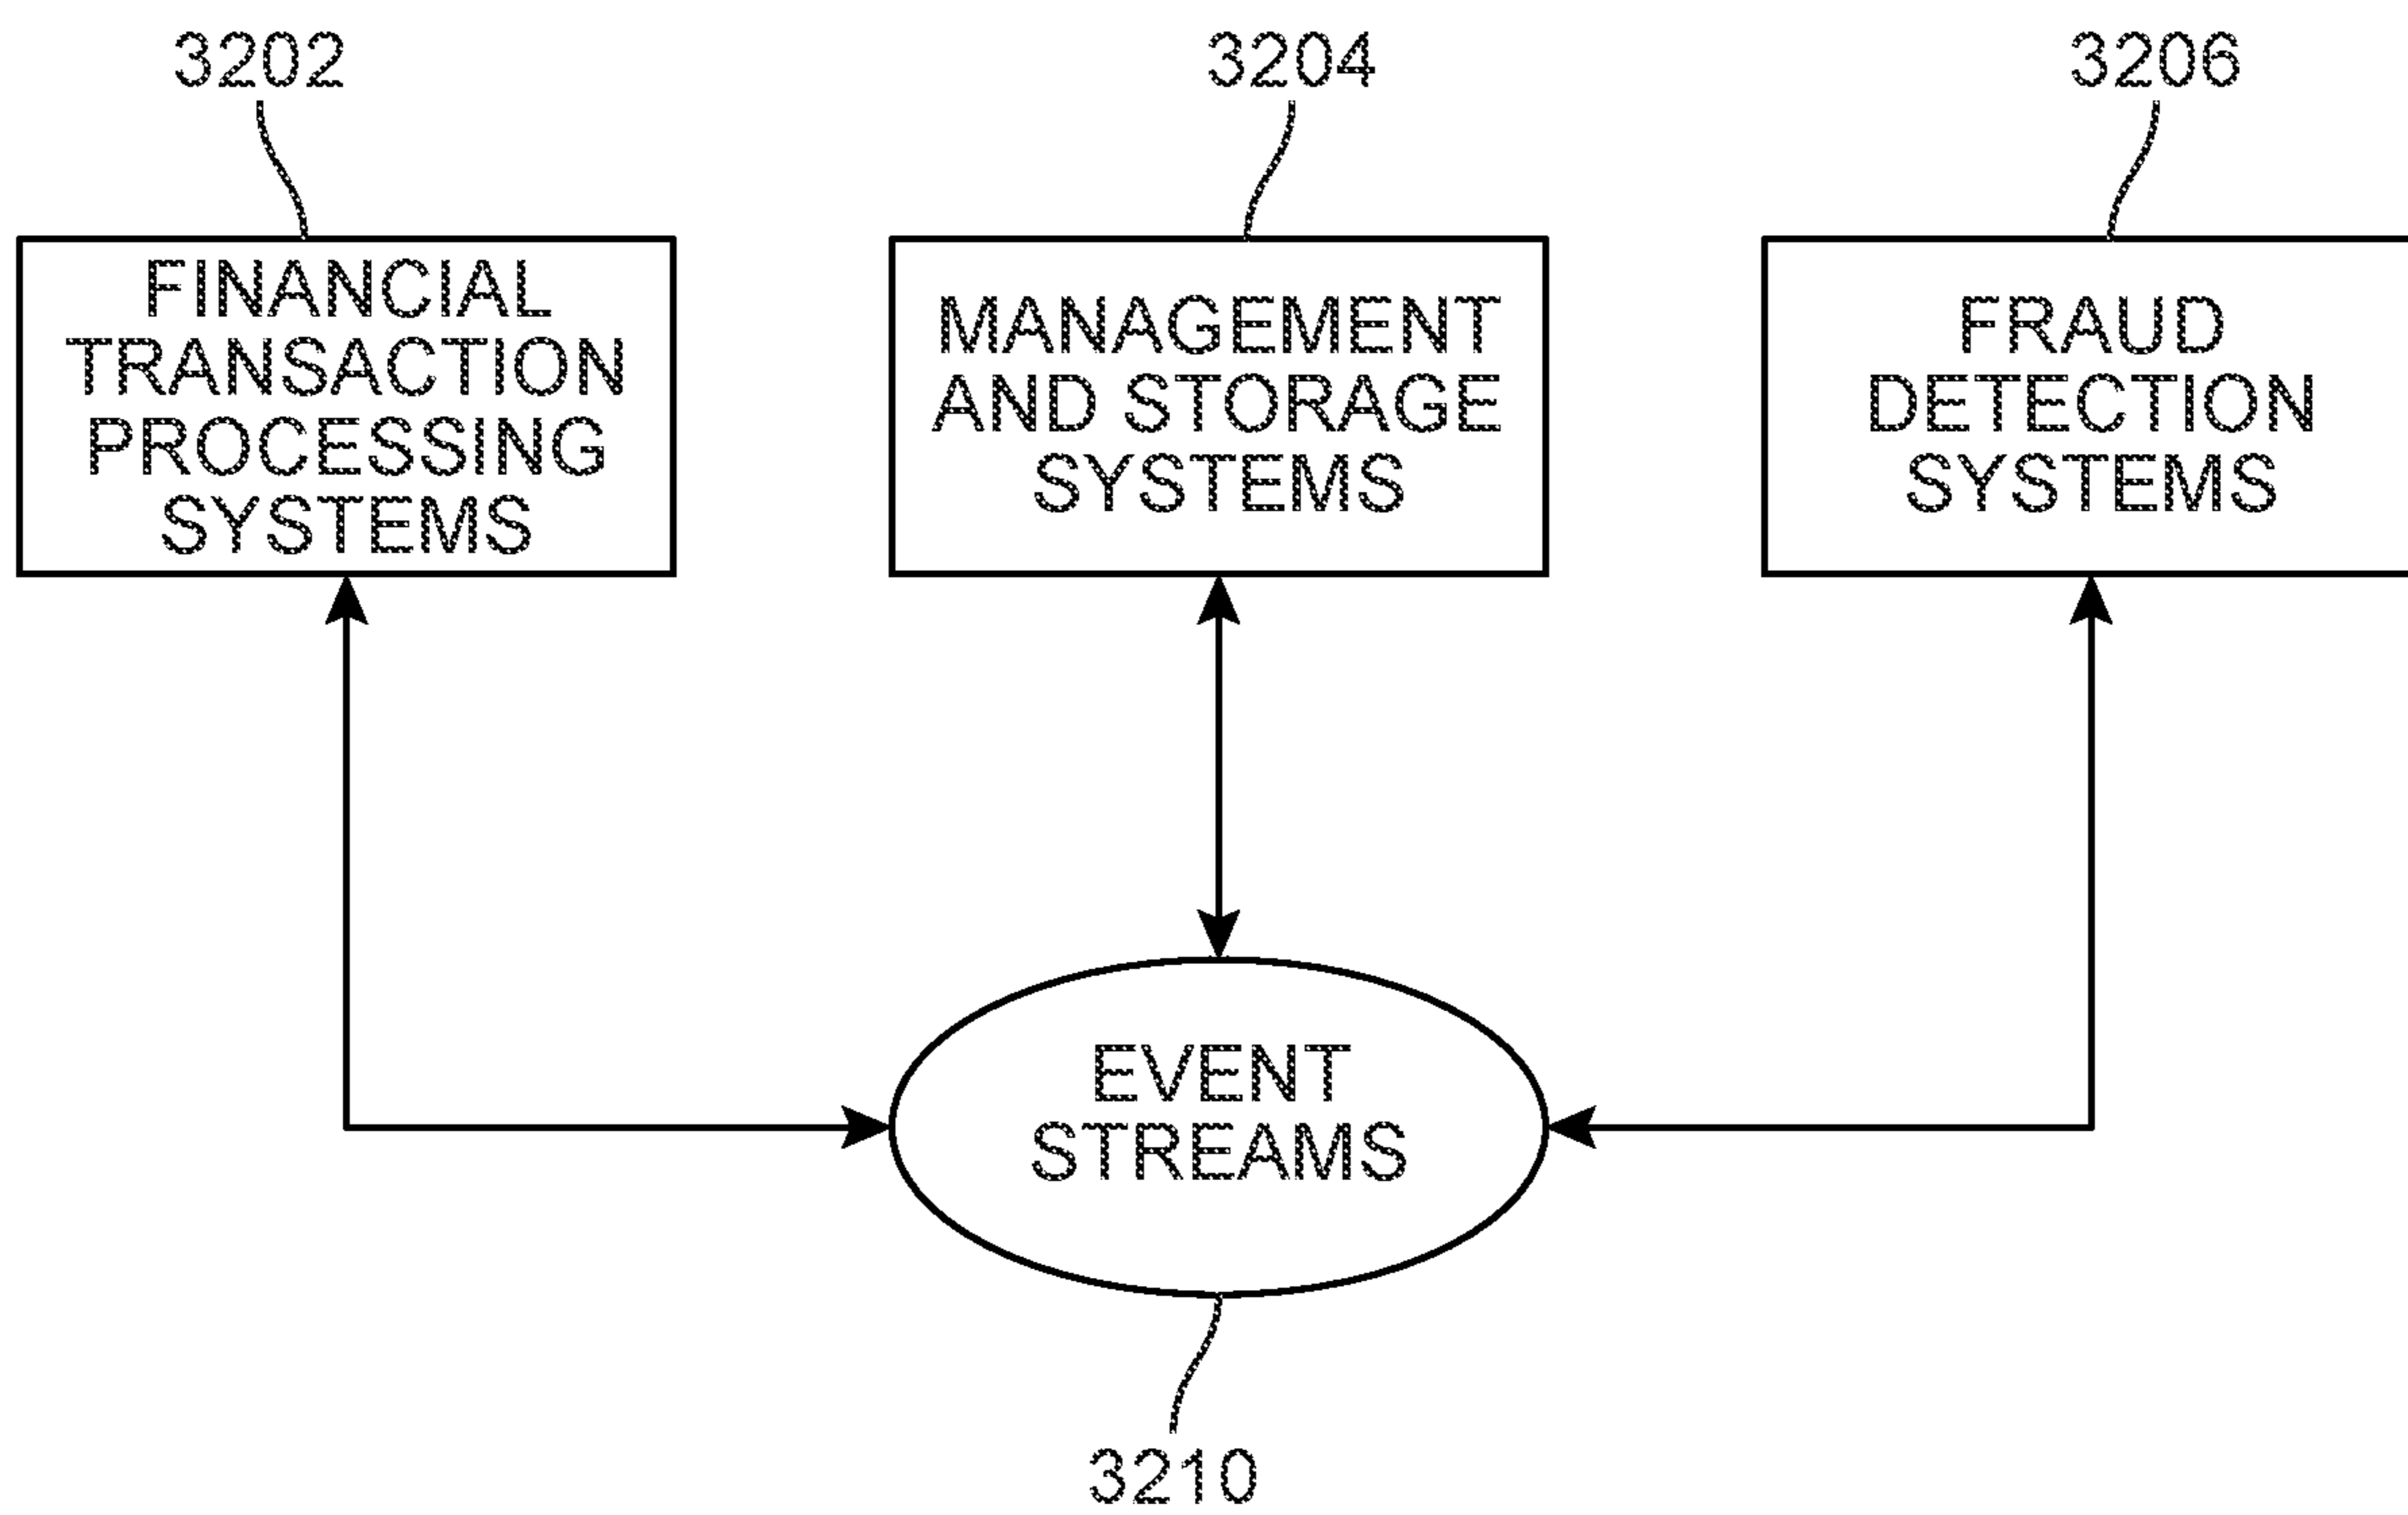 3202
3204
3206
FINANCIAL
TRANSACTION
PROCESSING
SYSTEMS
MANAGEMENT
AND STORAGE
SYSTEMS
FRAUD
DETECTION
SYSTEMS
EVENT
STREAMS
3210